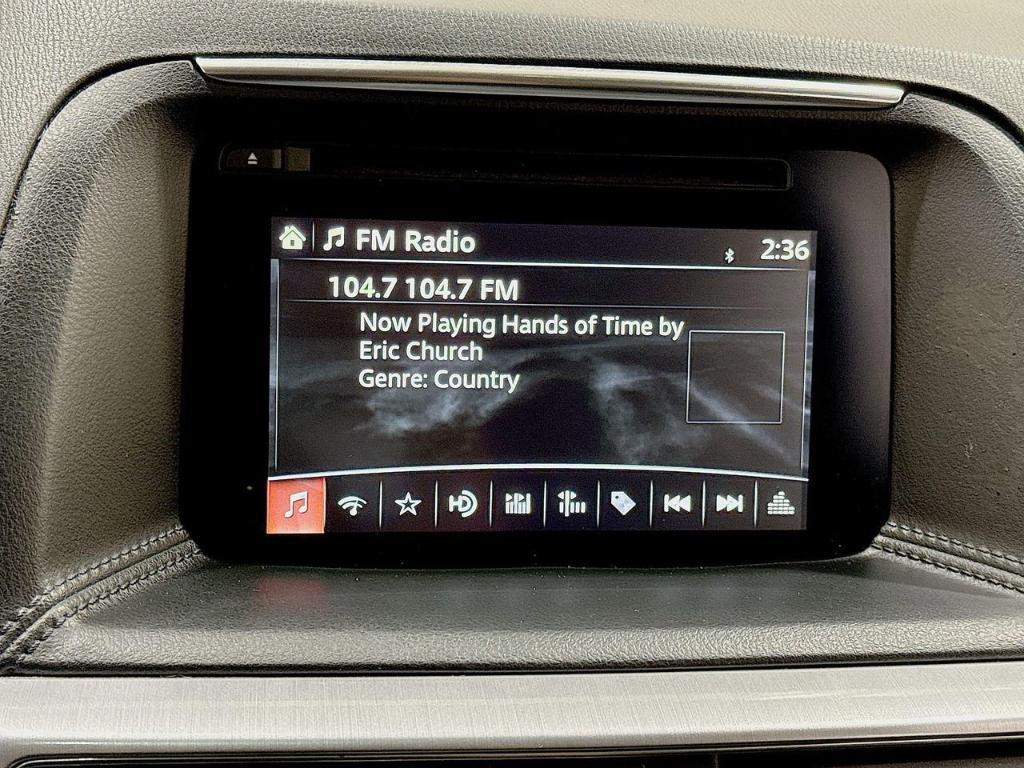 FM Radio
2:36
104.7 104.7 FM
Now Playing Hands of Time by
Eric Church
Genre: Country
HD